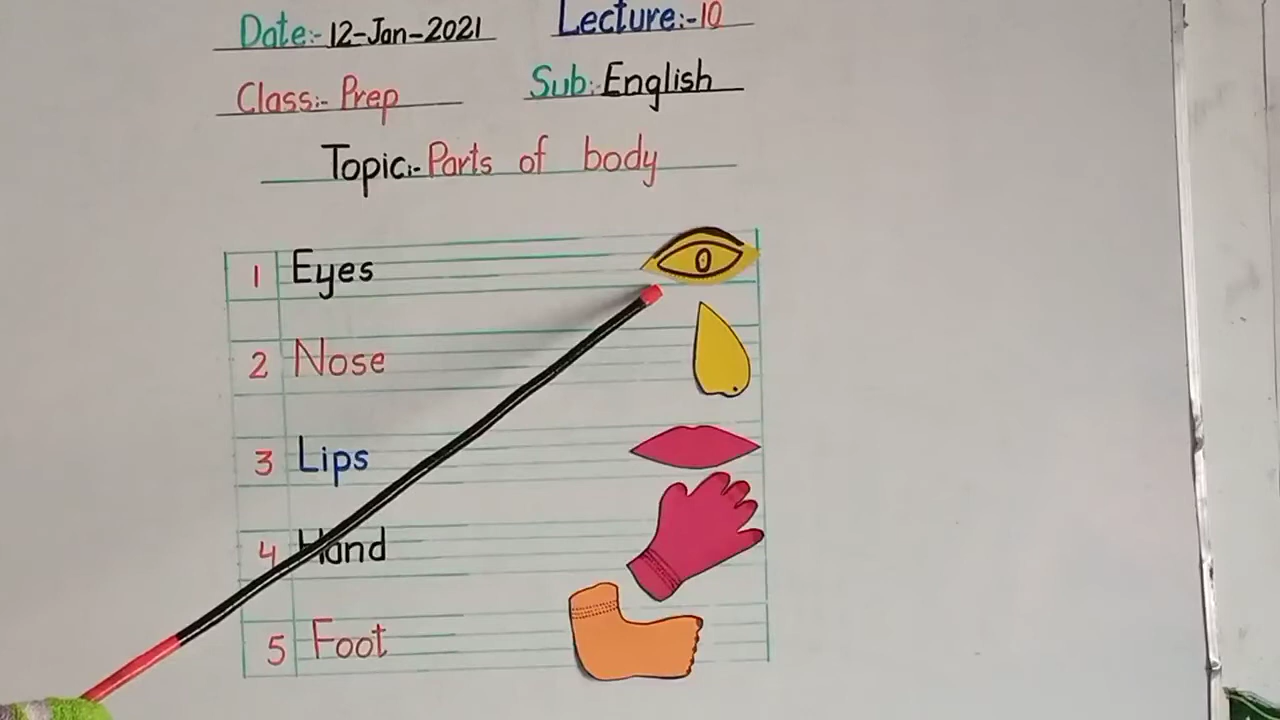 Date:- 12-Jan-2021 Lecture:-10
Class:- Prep Sub:- English
Topic:- Parts of body
1 Eyes
2 Nose
3 Lips
4 Hand
5 Foot